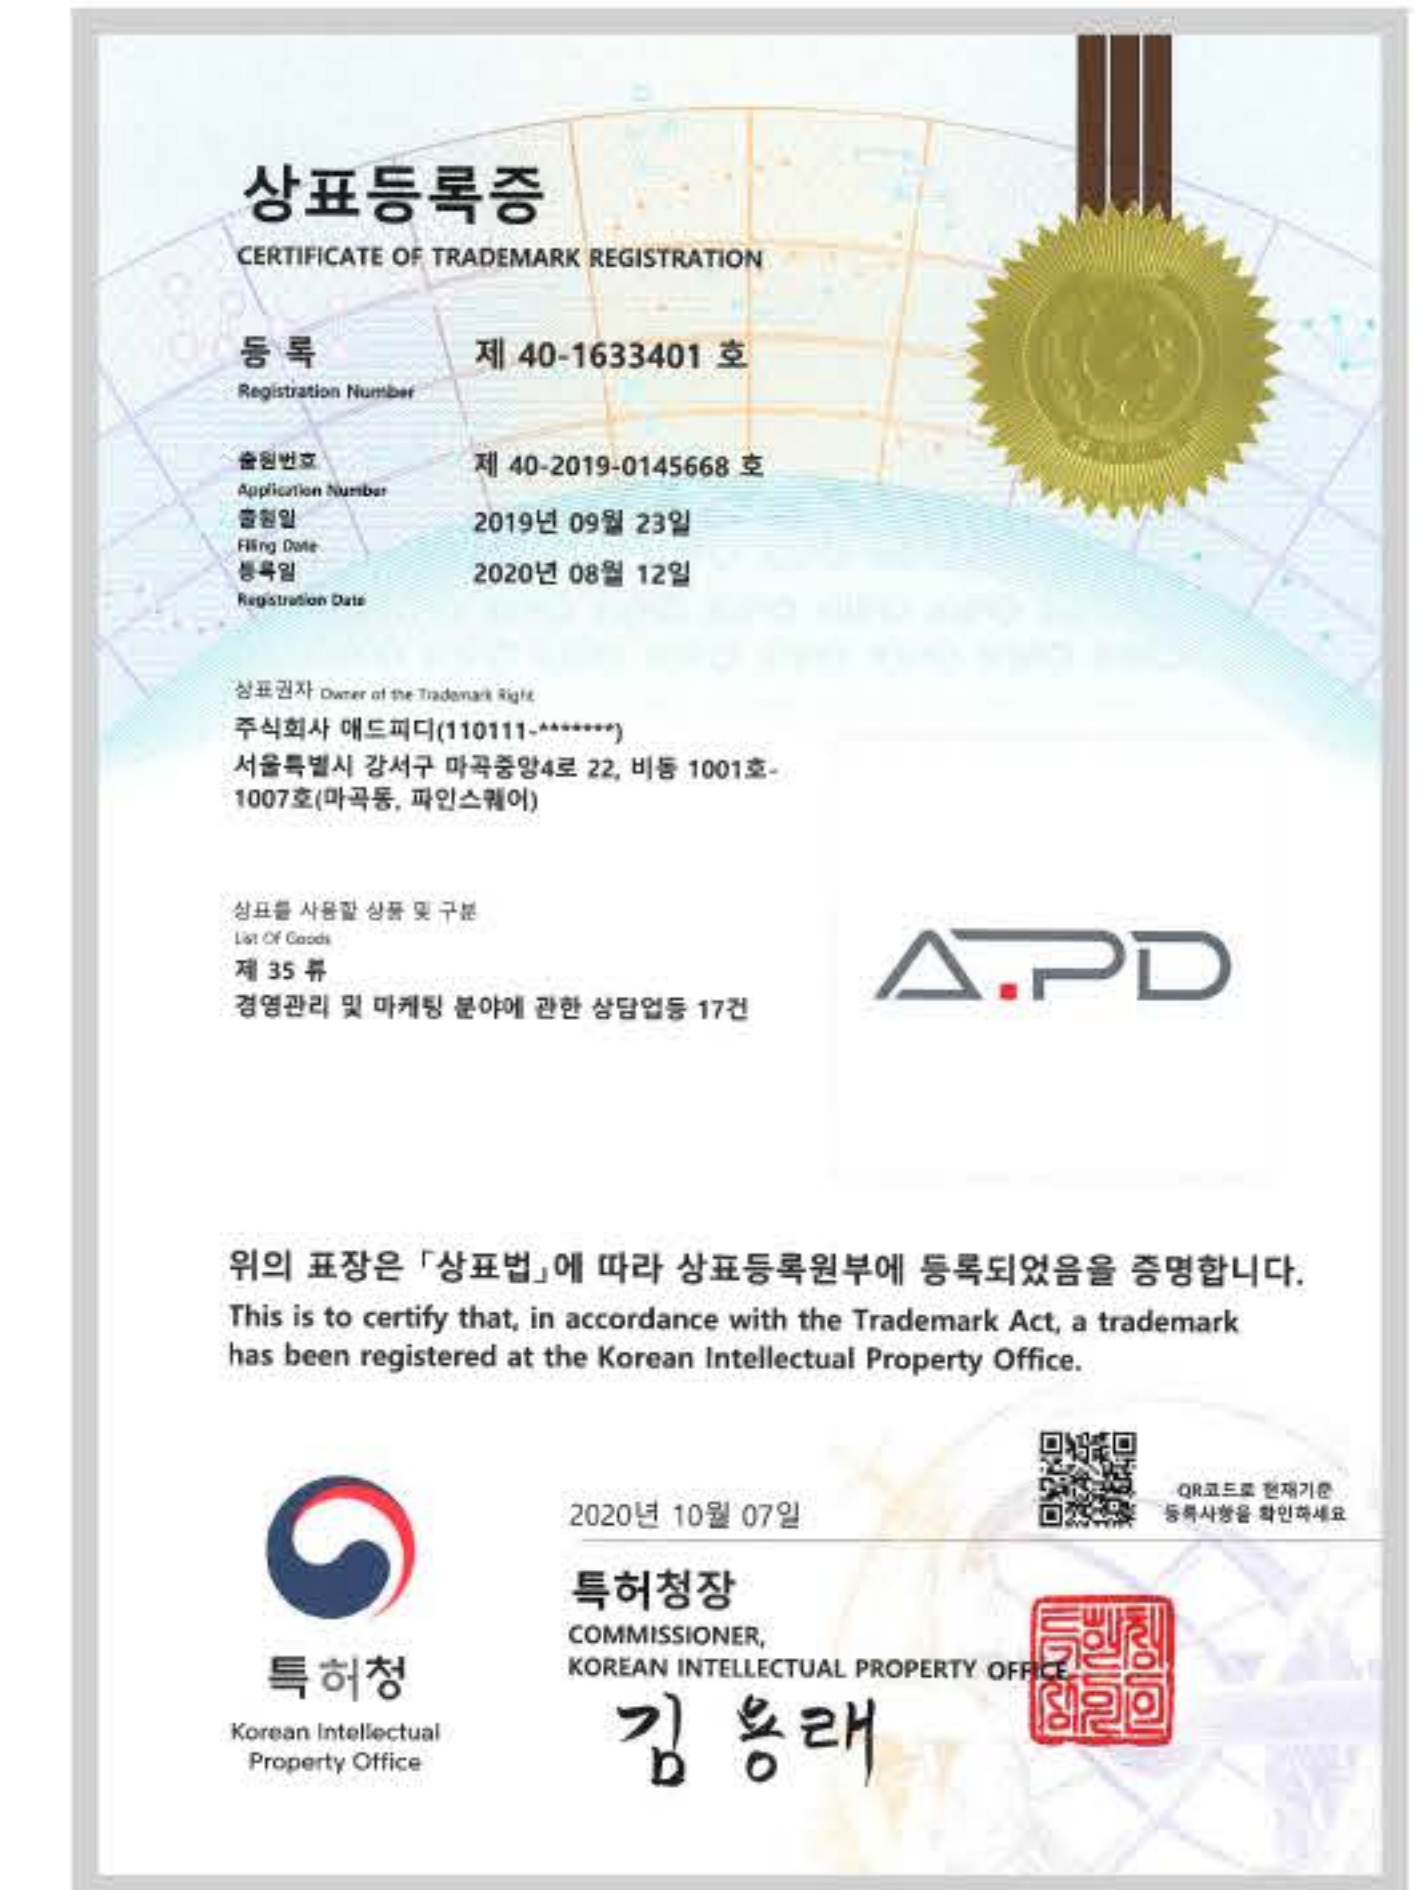 상표등록증
CERTIFICATE OF TRADEMARK REGISTRATION
등 록 제 40-1633401 호
Registration Number
출원번호 제 40-2019-0145668 호
Application Number
출원일 2019년 09월 23일
Filing Date
등록일 2020년 08월 12일
Registration Date
상표권자 Owner of the Trademark Right
주식회사 애드피디(110111-*******)
서울특별시 강서구 마곡중앙4로 22, 비동 1001호-
1007호(마곡동, 파인스퀘어)
상표를 사용할 상품 및 구분
List Of Goods
제 35 류
경영관리 및 마케팅 분야에 관한 상담업등 17건
A.PD
위의 표장은 「상표법」에 따라 상표등록원부에 등록되었음을 증명합니다.
This is to certify that, in accordance with the Trademark Act, a trademark
has been registered at the Korean Intellectual Property Office.
QR코드로 현재기준
등록사항을 확인하세요
2020년 10월 07일
특허청장
COMMISSIONER,
KOREAN INTELLECTUAL PROPERTY OFFICE
김용래
특허청
Korean Intellectual
Property Office